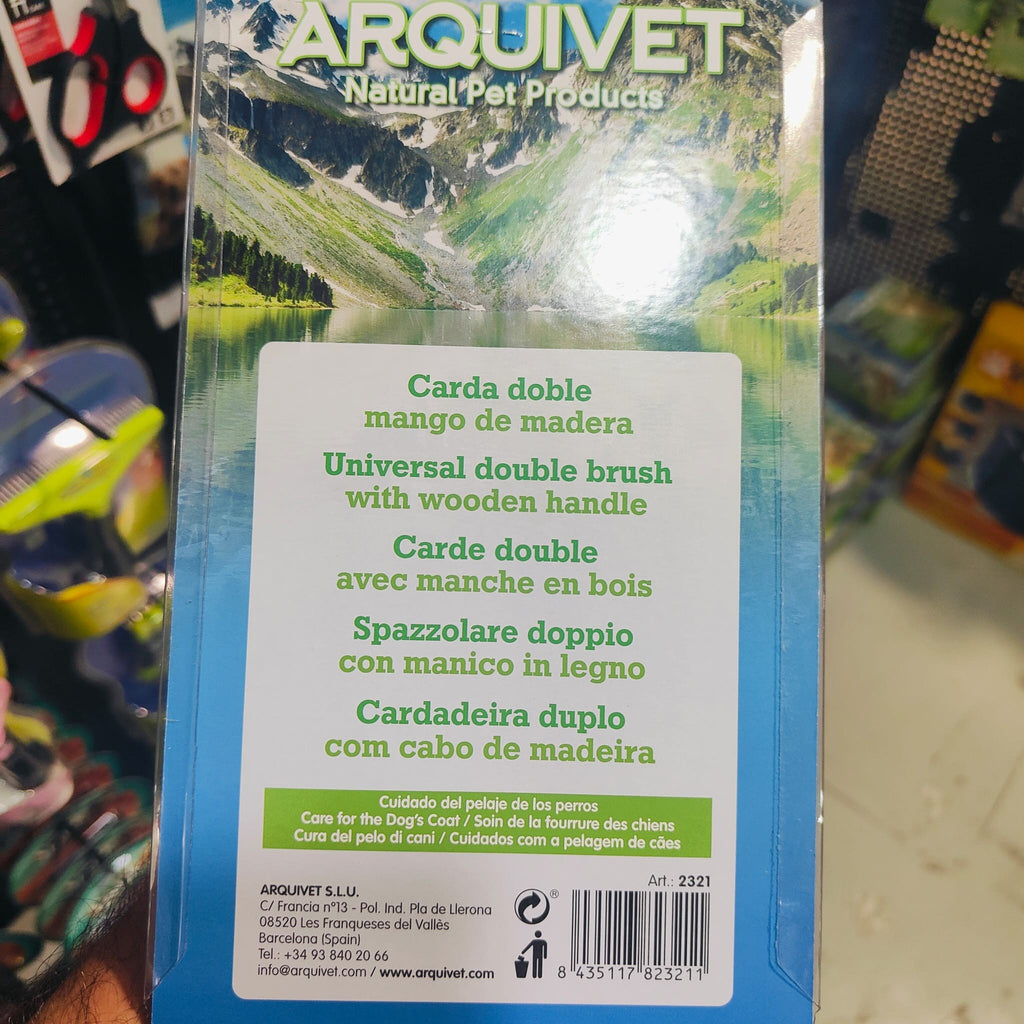 ARQUIVET
Natural Pet Products
Carda doble
mango de madera
Universal double brush
with wooden handle
Carde double
avec manche en bois
Spazzolare doppio
con manico in legno
Cardadeira duplo
com cabo de madeira
Cuidado del pelaje de los perros
Care for the Dog's Coat / Soin de la fourrure des chiens
Cura del pelo di cani / Cuidados com a pelagem de cães
Art.: 2321
ARQUIVET S.L.U.
C/ Francia nº13 - Pol. Ind. Pla de Llerona
08520 Les Franqueses del Vallès
Barcelona (Spain)
Tel.: +34 93 840 20 66
info@arquivet.com / www.arquivet.com
®
8 435117 823211